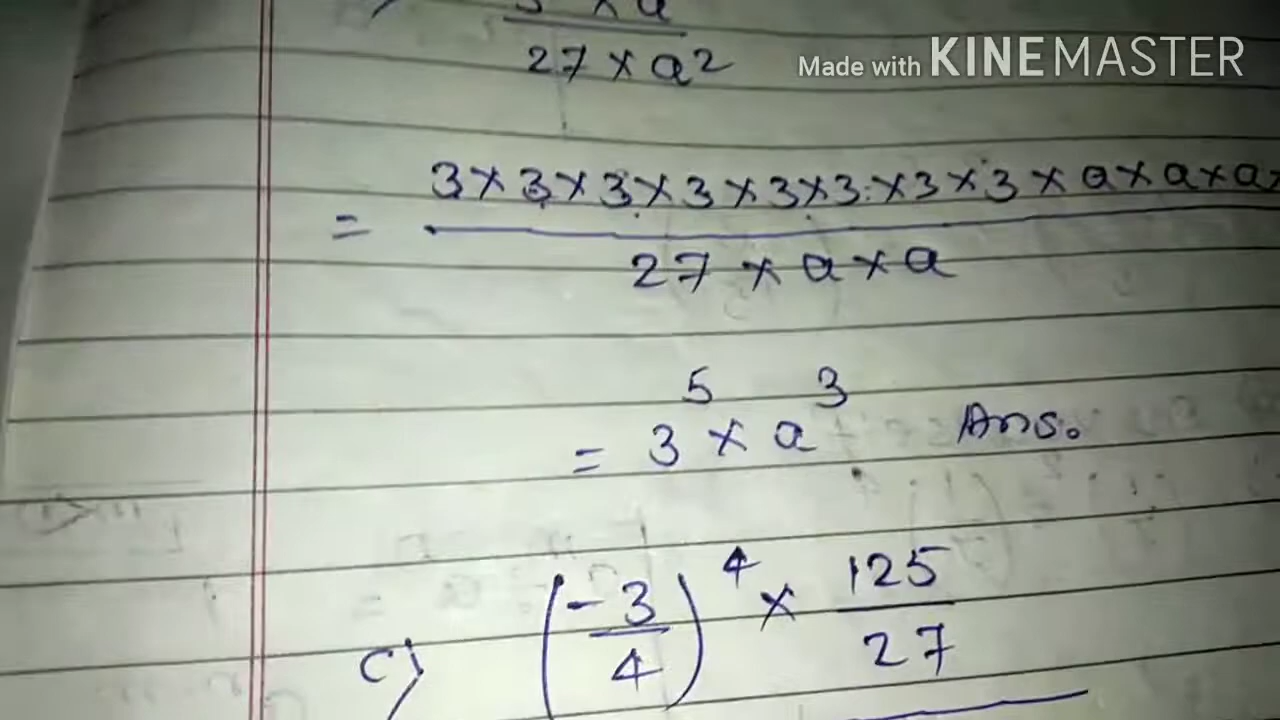 27 × a²
Made with KINEMASTER
= 3 × 3 × 3 × 3 × 3 × 3 × 3 × 3 × a × a × a ×
27 × a × a
= 3⁵ × a³ Ans.
c) (-3/4)⁴ × 125/27